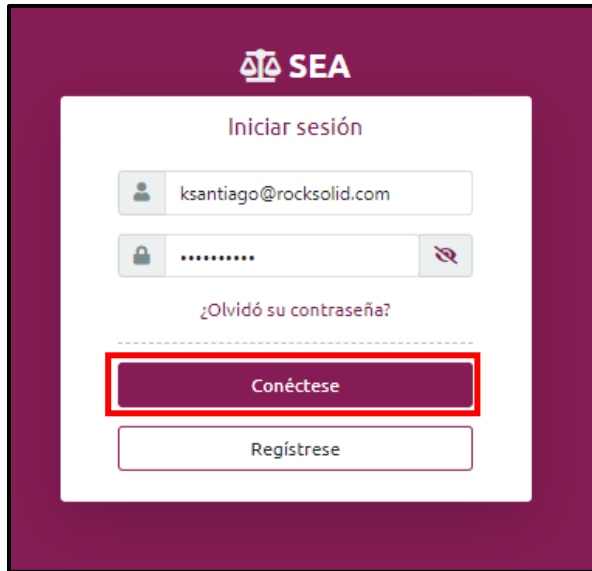 SEA
Iniciar sesión
ksantiago@rocksolid.com
••••••••••
¿Olvidó su contraseña?
Conéctese
Regístrese